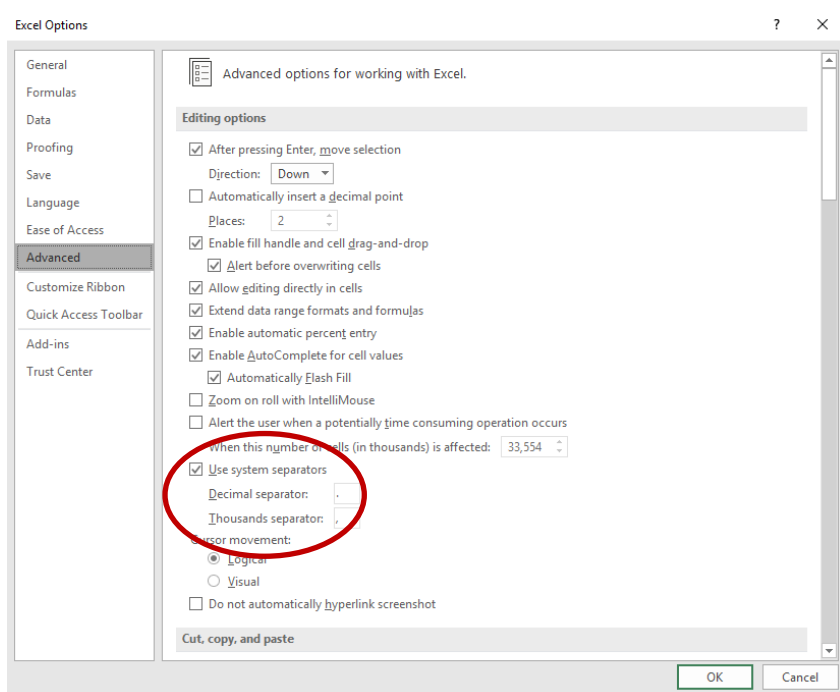 Excel Options ? ×
General
Formulas
Data
Proofing
Save
Language
Ease of Access
Advanced
Customize Ribbon
Quick Access Toolbar
Add-ins
Trust Center
Advanced options for working with Excel.
Editing options
After pressing Enter, move selection
Direction: Down
Automatically insert a decimal point
Places: 2
Enable fill handle and cell drag-and-drop
Alert before overwriting cells
Allow editing directly in cells
Extend data range formats and formulas
Enable automatic percent entry
Enable AutoComplete for cell values
Automatically Flash Fill
Zoom on roll with IntelliMouse
Alert the user when a potentially time consuming operation occurs
When this number of cells (in thousands) is affected: 33,554
Use system separators
Decimal separator: .
Thousands separator: ,
Cursor movement:
Logical
Visual
Do not automatically hyperlink screenshot
Cut, copy, and paste
OK Cancel